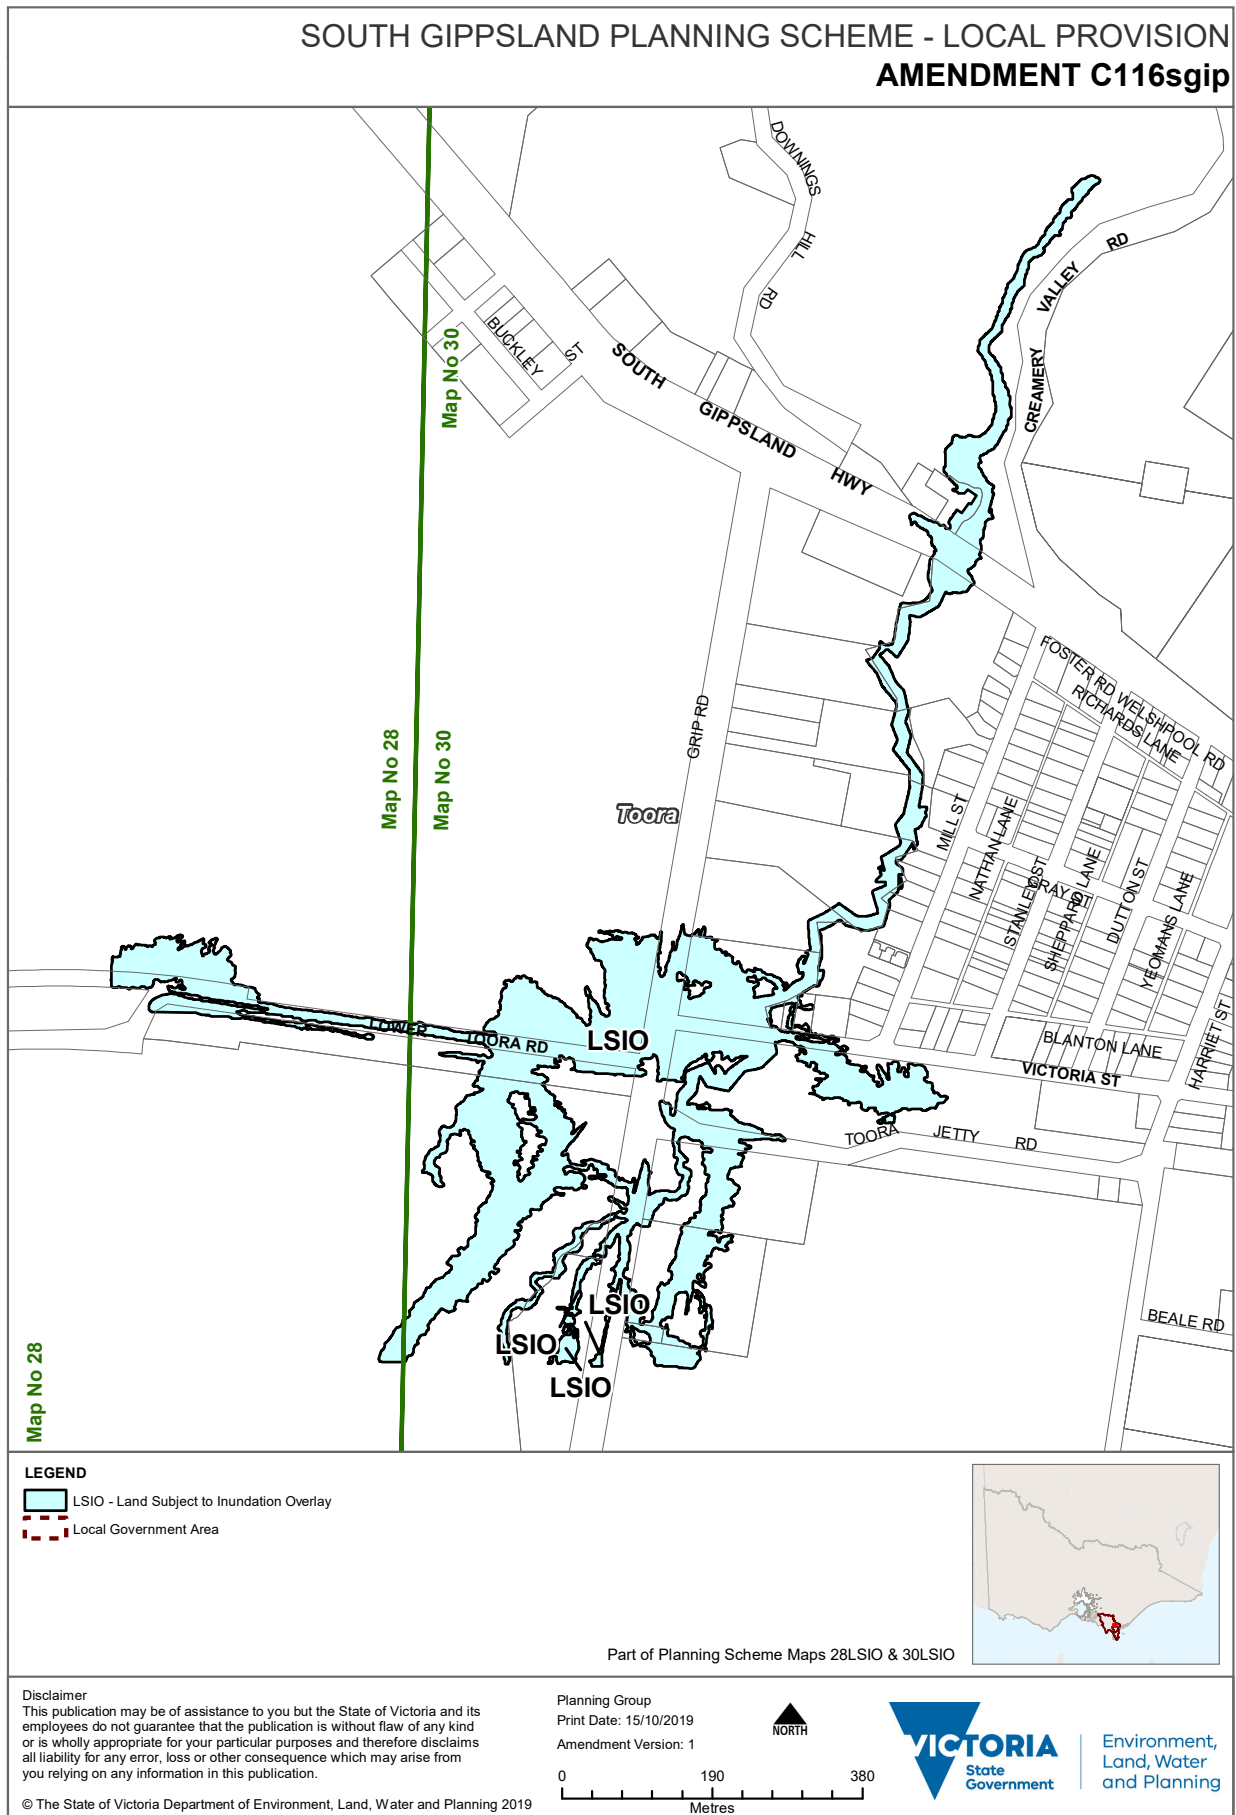 SOUTH GIPPSLAND PLANNING SCHEME - LOCAL PROVISION
AMENDMENT C116sgip
DOWNINGS
HILL
RD
VALLEY
RD
CREAMERY
Map No 30
BUCKLEY
ST
SOUTH
GIPPSLAND
HWY
FOSTER RD WELSHPOOL RD
RICHARDS LANE
GRIP RD
Map No 28
Map No 30
Toora
MILL ST
NATHAN LANE
STANLEY ST
GRAY ST
SHEPPARD LANE
DUTTON ST
YEOMANS LANE
HARRIET ST
LOWER
TOORA RD
LSIO
BLANTON LANE
VICTORIA ST
TOORA
JETTY
RD
LSIO
LSIO
LSIO
BEALE RD
Map No 28
LEGEND
LSIO - Land Subject to Inundation Overlay
Local Government Area
Part of Planning Scheme Maps 28LSIO & 30LSIO
Disclaimer
This publication may be of assistance to you but the State of Victoria and its
employees do not guarantee that the publication is without flaw of any kind
or is wholly appropriate for your particular purposes and therefore disclaims
all liability for any error, loss or other consequence which may arise from
you relying on any information in this publication.
© The State of Victoria Department of Environment, Land, Water and Planning 2019
Planning Group
Print Date: 15/10/2019
Amendment Version: 1
0 190 380
Metres
NORTH
VICTORIA
State
Government
Environment,
Land, Water
and Planning